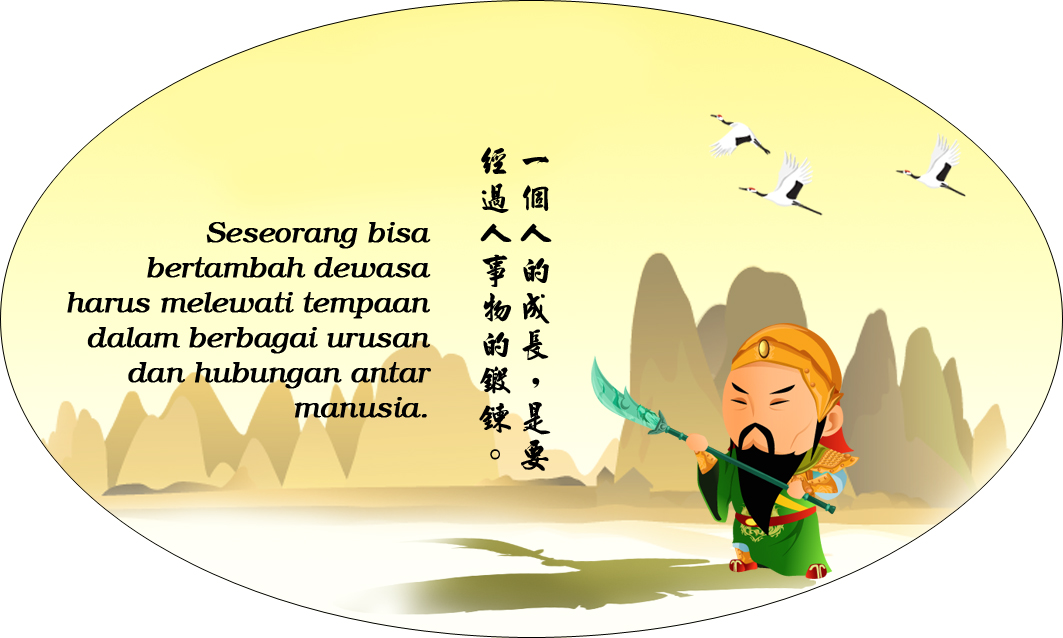 Seseorang bisa
bertambah dewasa
harus melewati tempaan
dalam berbagai urusan
dan hubungan antar
manusia.
一個人的成長，是要
經過人事物的鍛鍊。